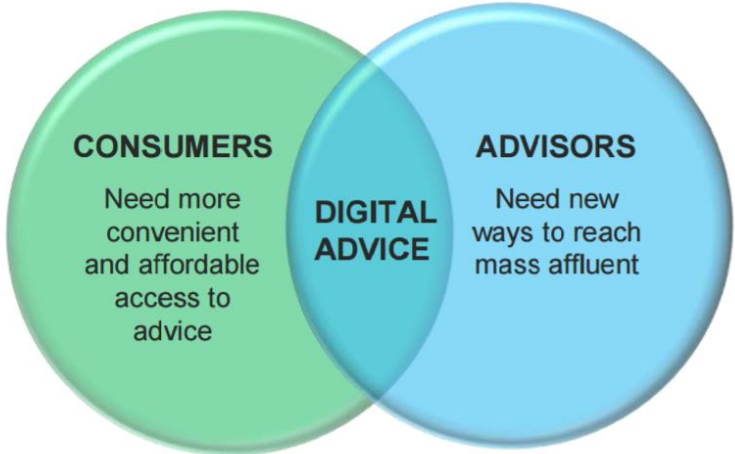 CONSUMERS
Need more
convenient
and affordable
access to
advice
DIGITAL
ADVICE
ADVISORS
Need new
ways to reach
mass affluent